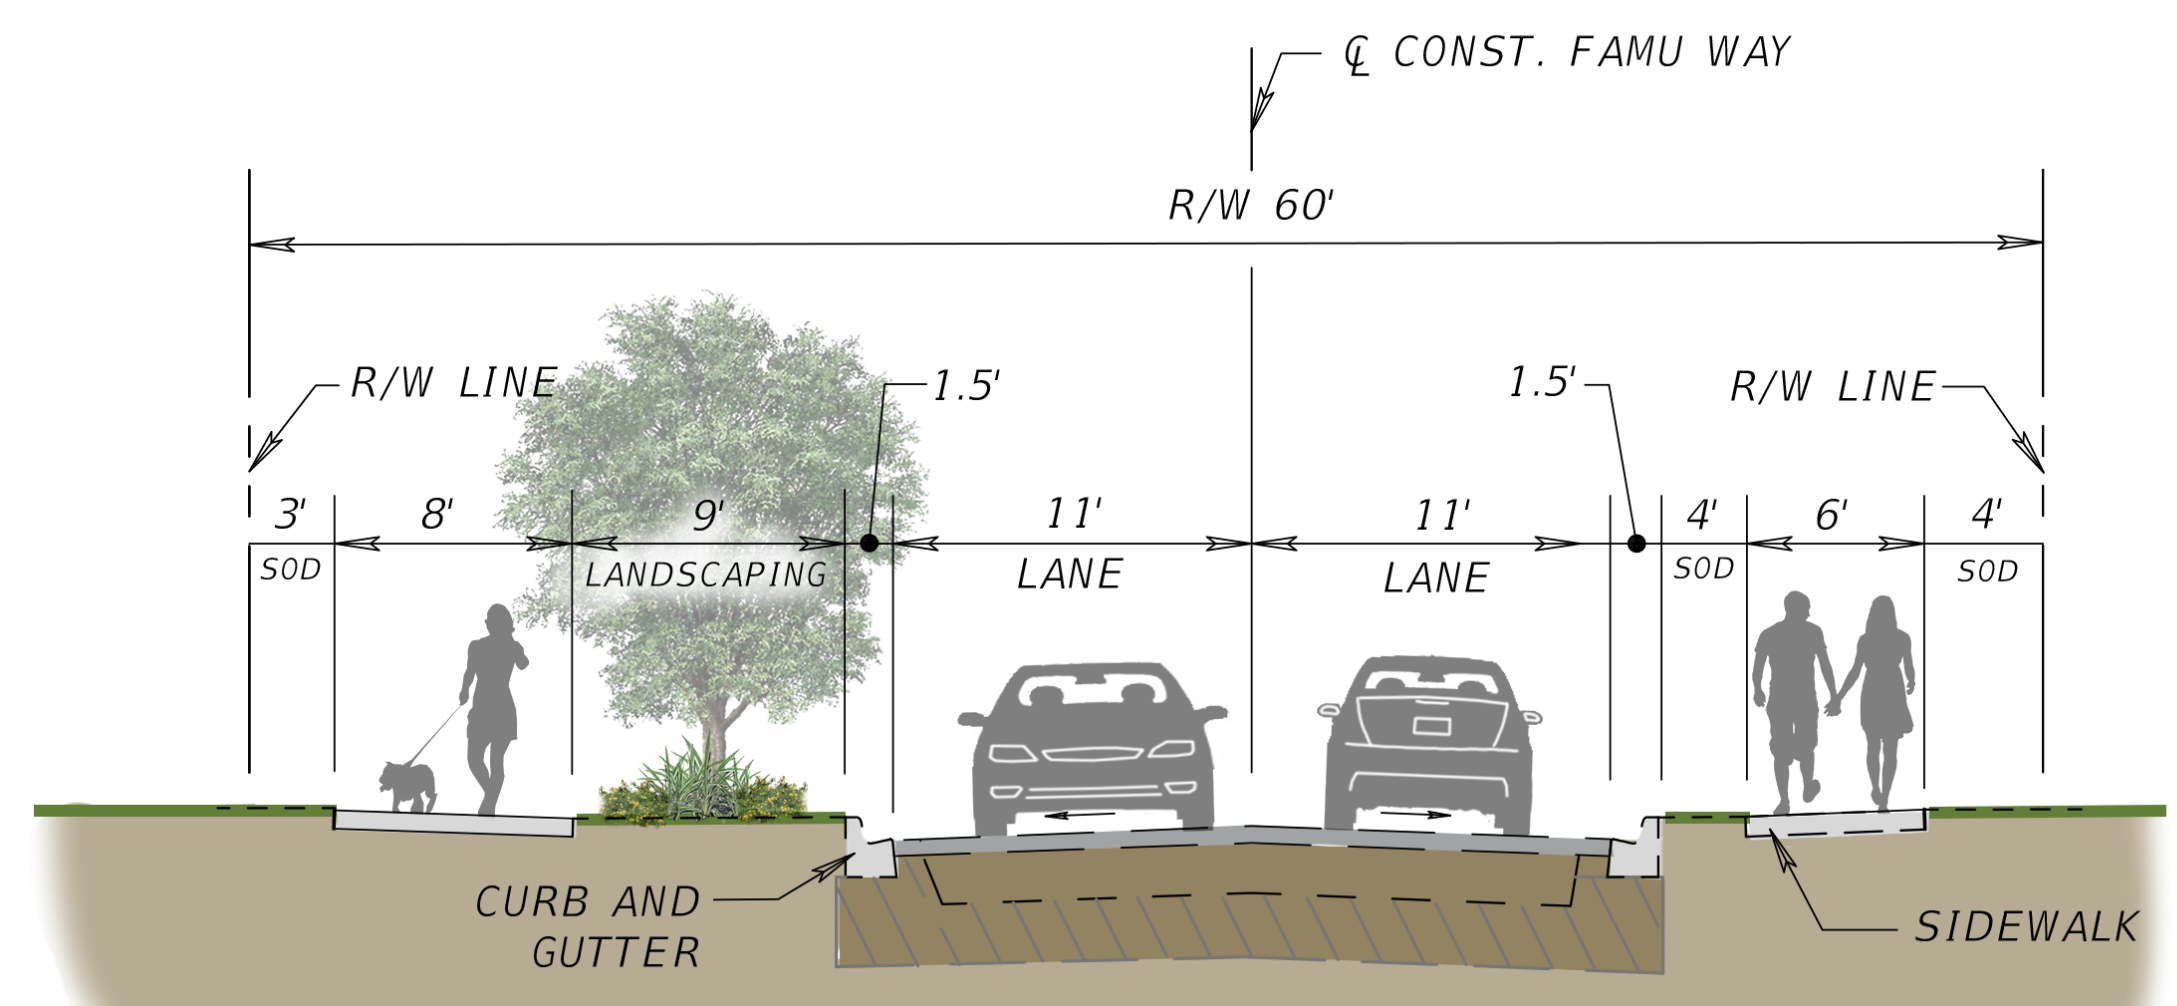 ℄ CONST. FAMU WAY
R/W 60'
R/W LINE
1.5'
1.5'
R/W LINE
3'
8'
9'
11'
11'
4'
6'
4'
SOD
LANDSCAPING
LANE
LANE
SOD
SOD
CURB AND
GUTTER
SIDEWALK